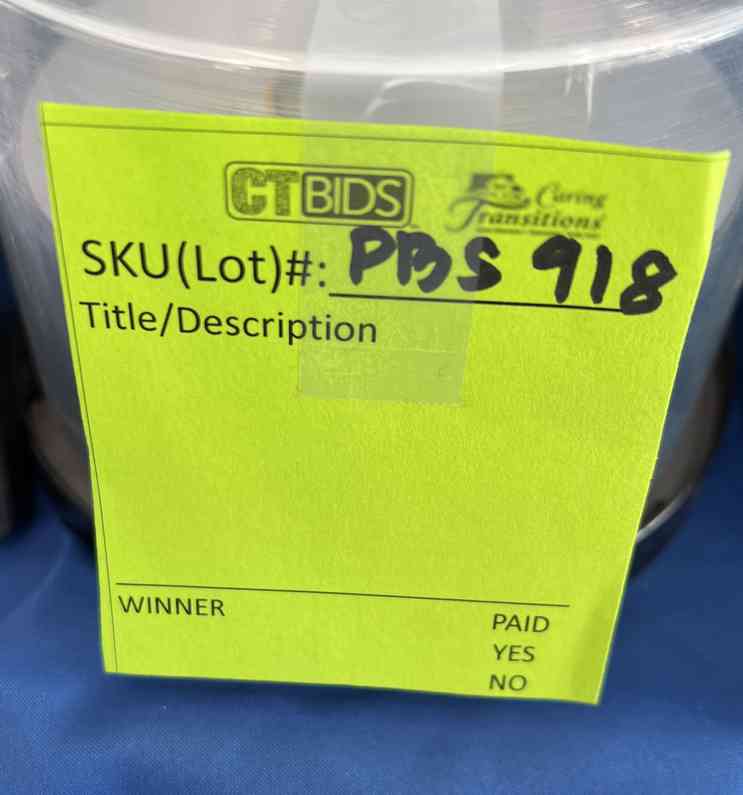 CTBIDS
Caring
Transitions
SKU(Lot)#: PBS 918
Title/Description
WINNER
PAID
YES
NO